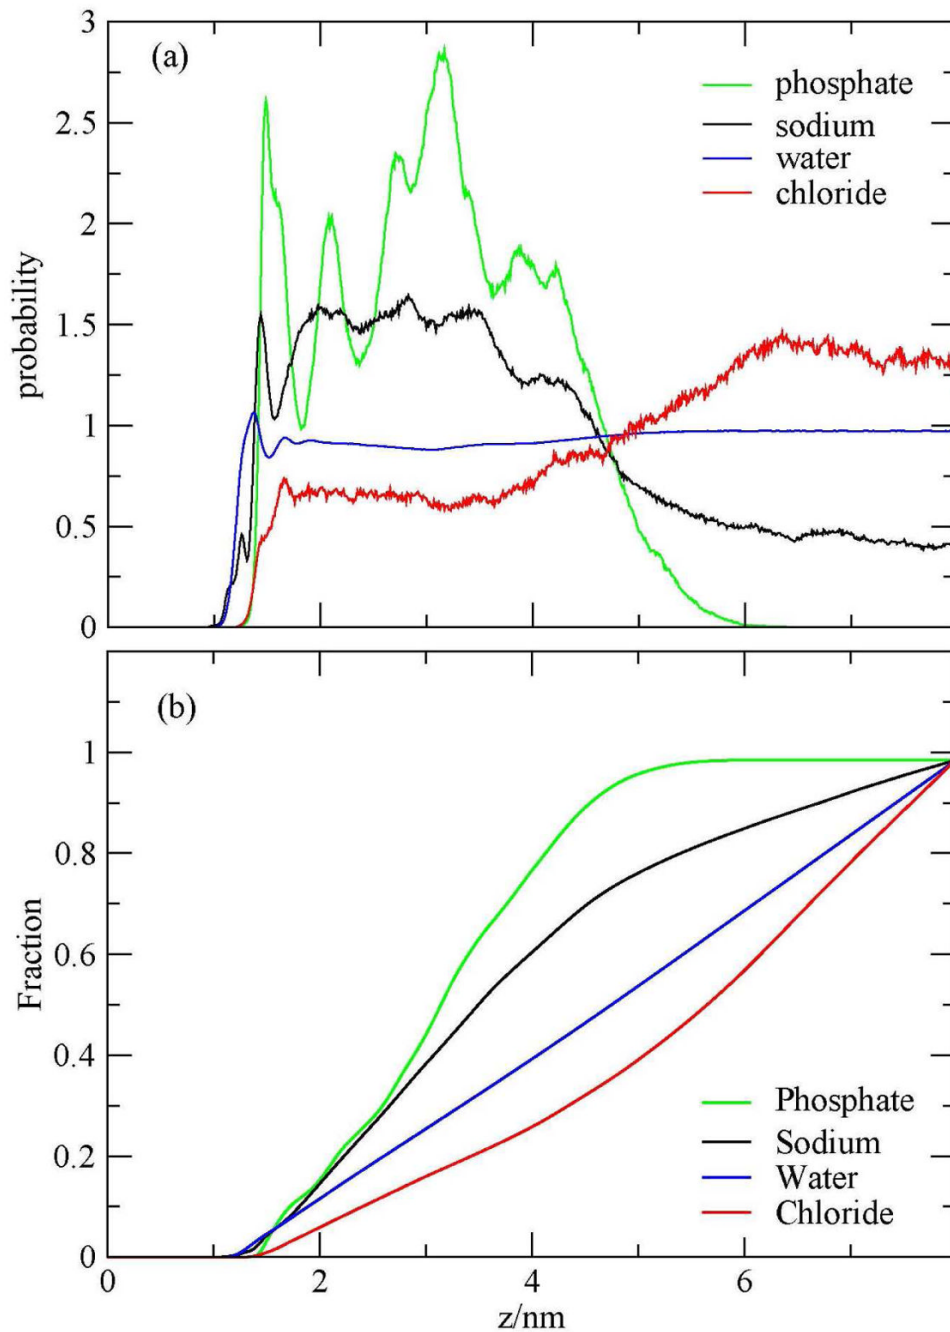 3
(a)
phosphate
2.5
sodium
water
2
chloride
probability
1.5
1
0.5
0
(b)
1
0.8
Fraction
0.6
0.4
Phosphate
Sodium
0.2
Water
Chloride
0
0 2 4 6
z/nm